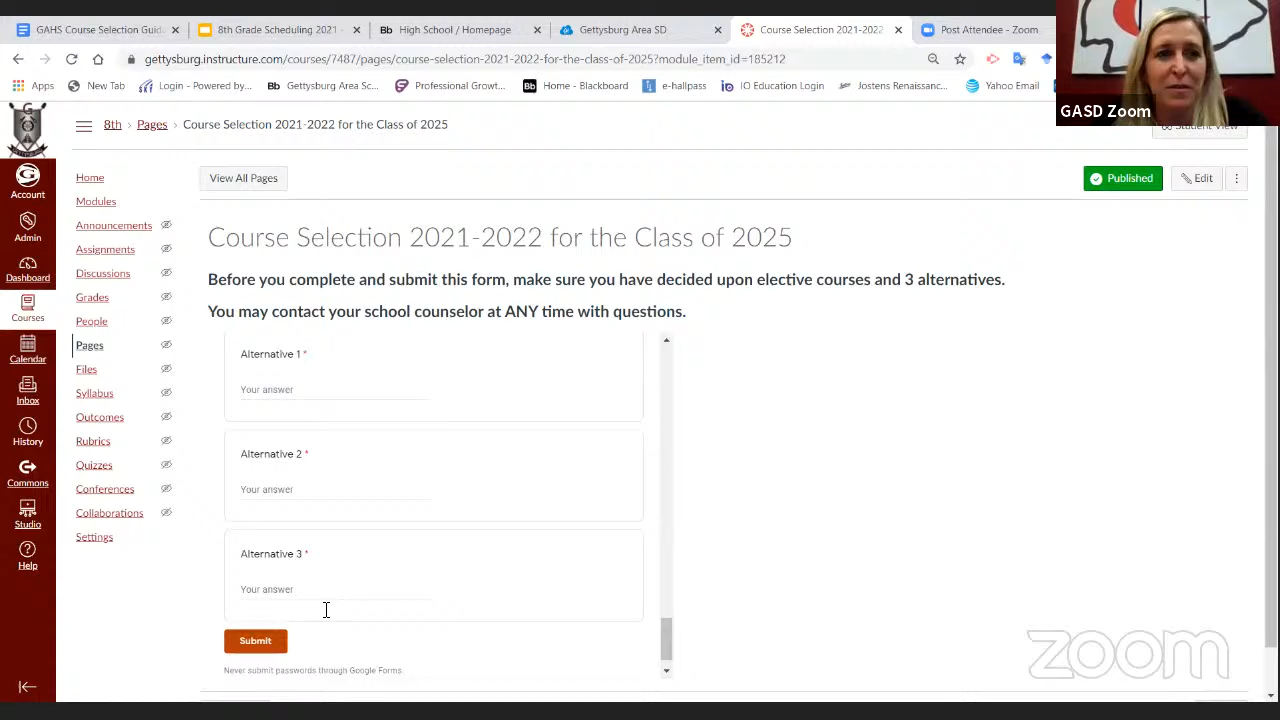 GAHS Course Selection Guid
8th Grade Scheduling 2021 -
High School / Homepage
Gettysburg Area SD
Course Selection 2021-2022
Post Attendee - Zoom
gettysburg.instructure.com/courses/748/pages/course-selection-2021-2022-for-the-class-of-2025?module_item_id=185212
Apps
New Tab
Login - Powered by...
Bb Gettysburg Area Sc...
Professional Growt...
Bb Home - Blackboard
e-hallpass
IO Education Login
Jostens Renaissanc...
Yahoo Email
GASD Zoom
8th > Pages > Course Selection 2021-2022 for the Class of 2025
Student View
Account
Admin
Dashboard
Courses
Calendar
Inbox
History
Commons
Studio
Help
Home
Modules
Announcements
Assignments
Discussions
Grades
People
Pages
Files
Syllabus
Outcomes
Rubrics
Quizzes
Conferences
Collaborations
Settings
View All Pages
Published
Edit
Course Selection 2021-2022 for the Class of 2025
Before you complete and submit this form, make sure you have decided upon elective courses and 3 alternatives.
You may contact your school counselor at ANY time with questions.
Alternative 1 *
Your answer
Alternative 2 *
Your answer
Alternative 3 *
Your answer
Submit
Never submit passwords through Google Forms.
zoom